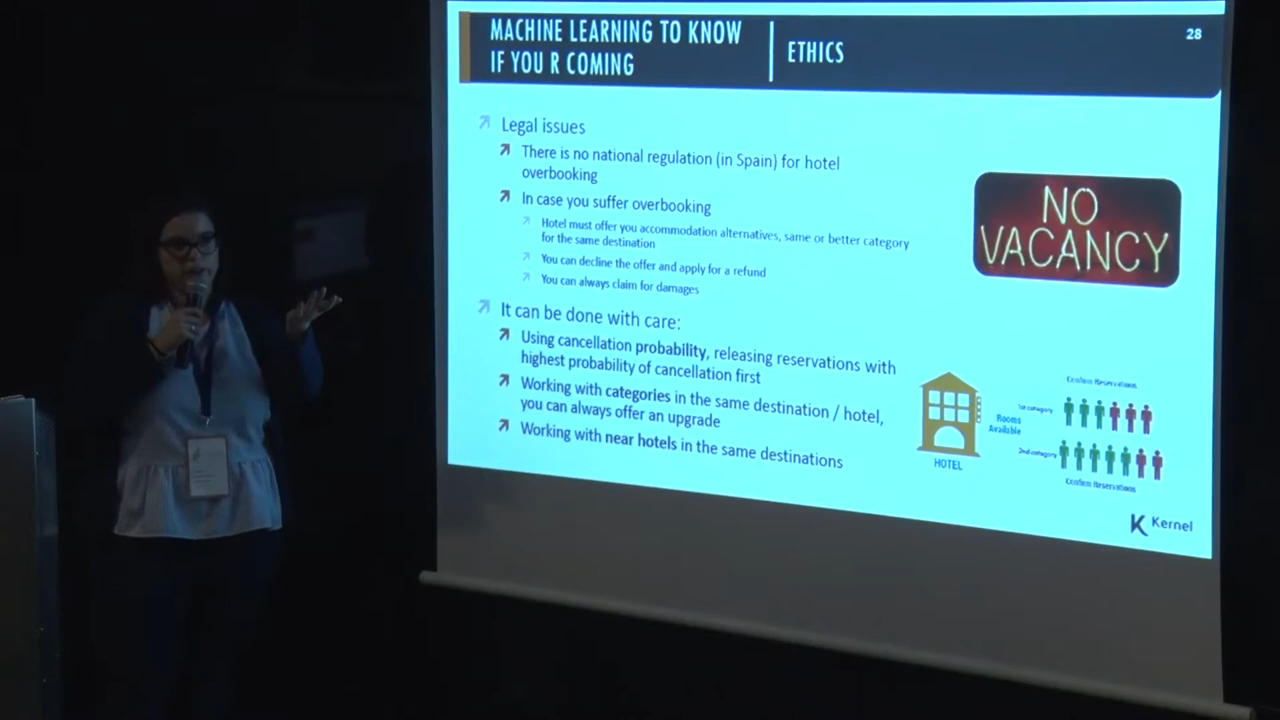 MACHINE LEARNING TO KNOW
IF YOU R COMING
ETHICS
28
Legal issues
There is no national regulation (in Spain) for hotel
overbooking
In case you suffer overbooking
Hotel must offer you accommodation alternatives, same or better category
for the same destination
You can decline the offer and apply for a refund
You can always claim for damages
It can be done with care:
Using cancellation probability, releasing reservations with
highest probability of cancellation first
Working with categories in the same destination / hotel,
you can always offer an upgrade
Working with near hotels in the same destinations
NO
VACANCY
HOTEL
Rooms
Available
Confirm Reservations
1st category
2nd category
Confirm Reservations
Kernel